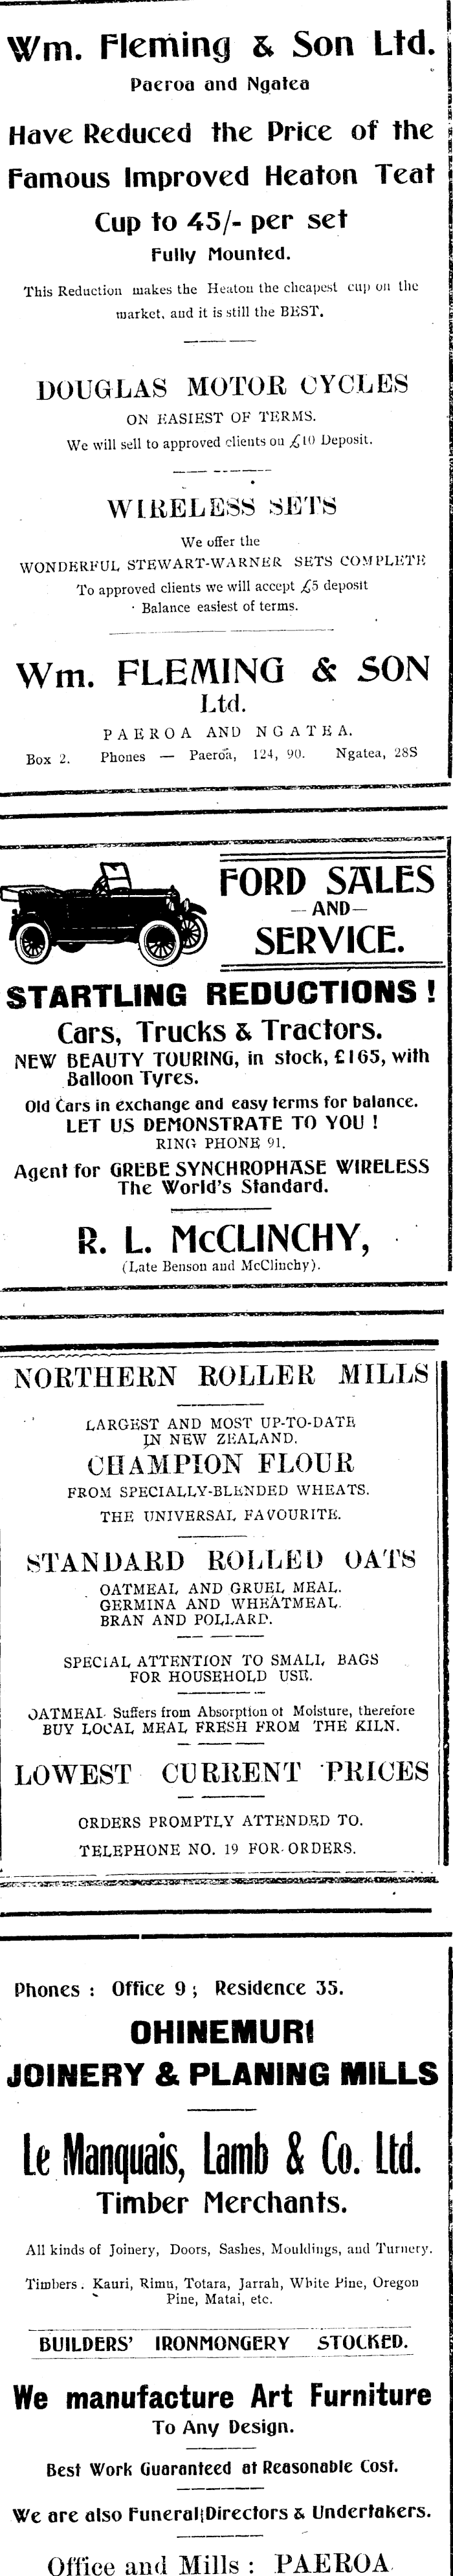 Wm. Fleming & Son Ltd.
Paeroa and Ngatea
Have Reduced the Price of the
Famous Improved Heaton Teat
Cup to 45/- per set
Fully Mounted.
This Reduction makes the Heaton the cheapest cup on the
market, and it is still the BEST.
DOUGLAS MOTOR CYCLES
ON EASIEST OF TERMS.
We will sell to approved clients on £10 Deposit.
WIRELESS SETS
We offer the
WONDERFUL STEWART-WARNER SETS COMPLETE
To approved clients we will accept £5 deposit
Balance easiest of terms.
Wm. FLEMING & SON
Ltd.
PAEROA AND NGATEA.
Box 2. Phones — Paeroa, 124, 90. Ngatea, 28S
FORD SALES
—AND—
SERVICE.
STARTLING REDUCTIONS!
Cars, Trucks & Tractors.
NEW BEAUTY TOURING, in stock, £165, with
Balloon Tyres.
Old Cars in exchange and easy terms for balance.
LET US DEMONSTRATE TO YOU !
RING PHONE 91.
Agent for GREBE SYNCHROPHASE WIRELESS
The World's Standard.
R. L. McCLINCHY,
(Late Benson and McClinchy).
NORTHERN ROLLER MILLS
LARGEST AND MOST UP-TO-DATE
IN NEW ZEALAND.
CHAMPION FLOUR
FROM SPECIALLY-BLENDED WHEATS.
THE UNIVERSAL FAVOURITE.
STANDARD ROLLED OATS
OATMEAL AND GRUEL MEAL.
GERMINA AND WHEATMEAL.
BRAN AND POLLARD.
SPECIAL ATTENTION TO SMALL BAGS
FOR HOUSEHOLD USE.
OATMEAL Suffers from Absorption of Moisture, therefore
BUY LOCAL MEAL FRESH FROM THE KILN.
LOWEST CURRENT PRICES
ORDERS PROMPTLY ATTENDED TO.
TELEPHONE NO. 19 FOR ORDERS.
Phones : Office 9 ; Residence 35.
OHINEMURI
JOINERY & PLANING MILLS
Le Manquais, Lamb & Co. Ltd.
Timber Merchants.
All kinds of Joinery, Doors, Sashes, Mouldings, and Turnery.
Timbers. Kauri, Rimu, Totara, Jarrah, White Pine, Oregon
Pine, Matai, etc.
BUILDERS' IRONMONGERY STOCKED.
We manufacture Art Furniture
To Any Design.
Best Work Guaranteed at Reasonable Cost.
We are also Funeral Directors & Undertakers.
Office and Mills : PAEROA.